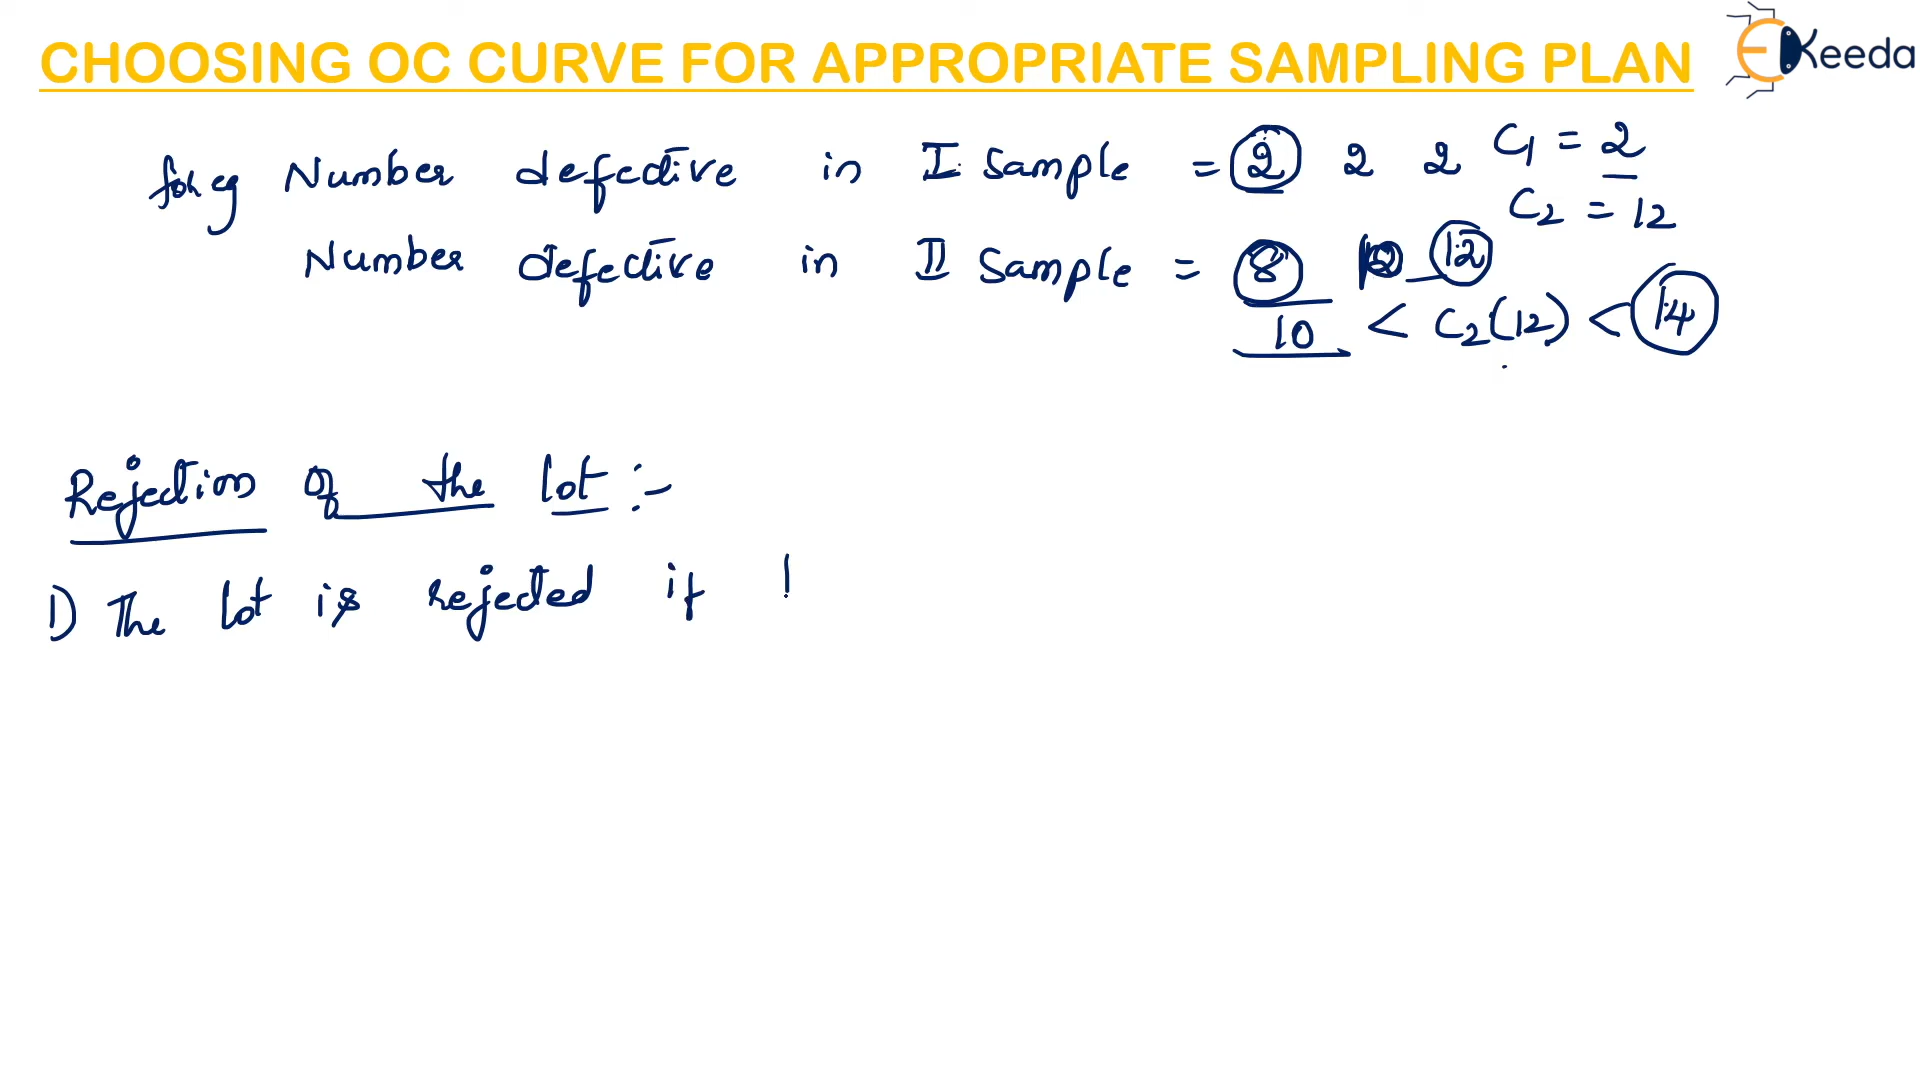 CHOOSING OC CURVE FOR APPROPRIATE SAMPLING PLAN
EKeeda
for eg Number defective in I sample = 2 2 2 C1 = 2
C2 = 12
Number defective in II Sample = 8 12
10 < C2(12) < 14
Rejection of the lot :-
1) The lot is rejected if